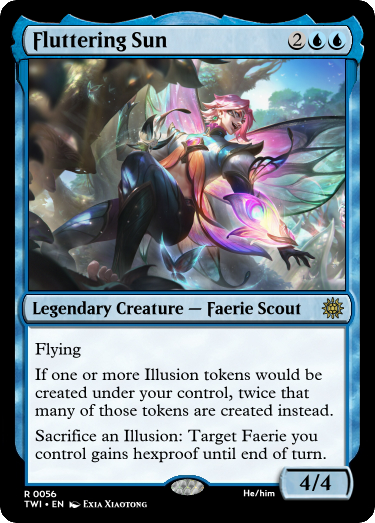 Fluttering Sun 2
Legendary Creature — Faerie Scout
Flying
If one or more Illusion tokens would be
created under your control, twice that
many of those tokens are created instead.
Sacrifice an Illusion: Target Faerie you
control gains hexproof until end of turn.
4/4
R 0056
TWI • EN Exia Xiaotong
He/him